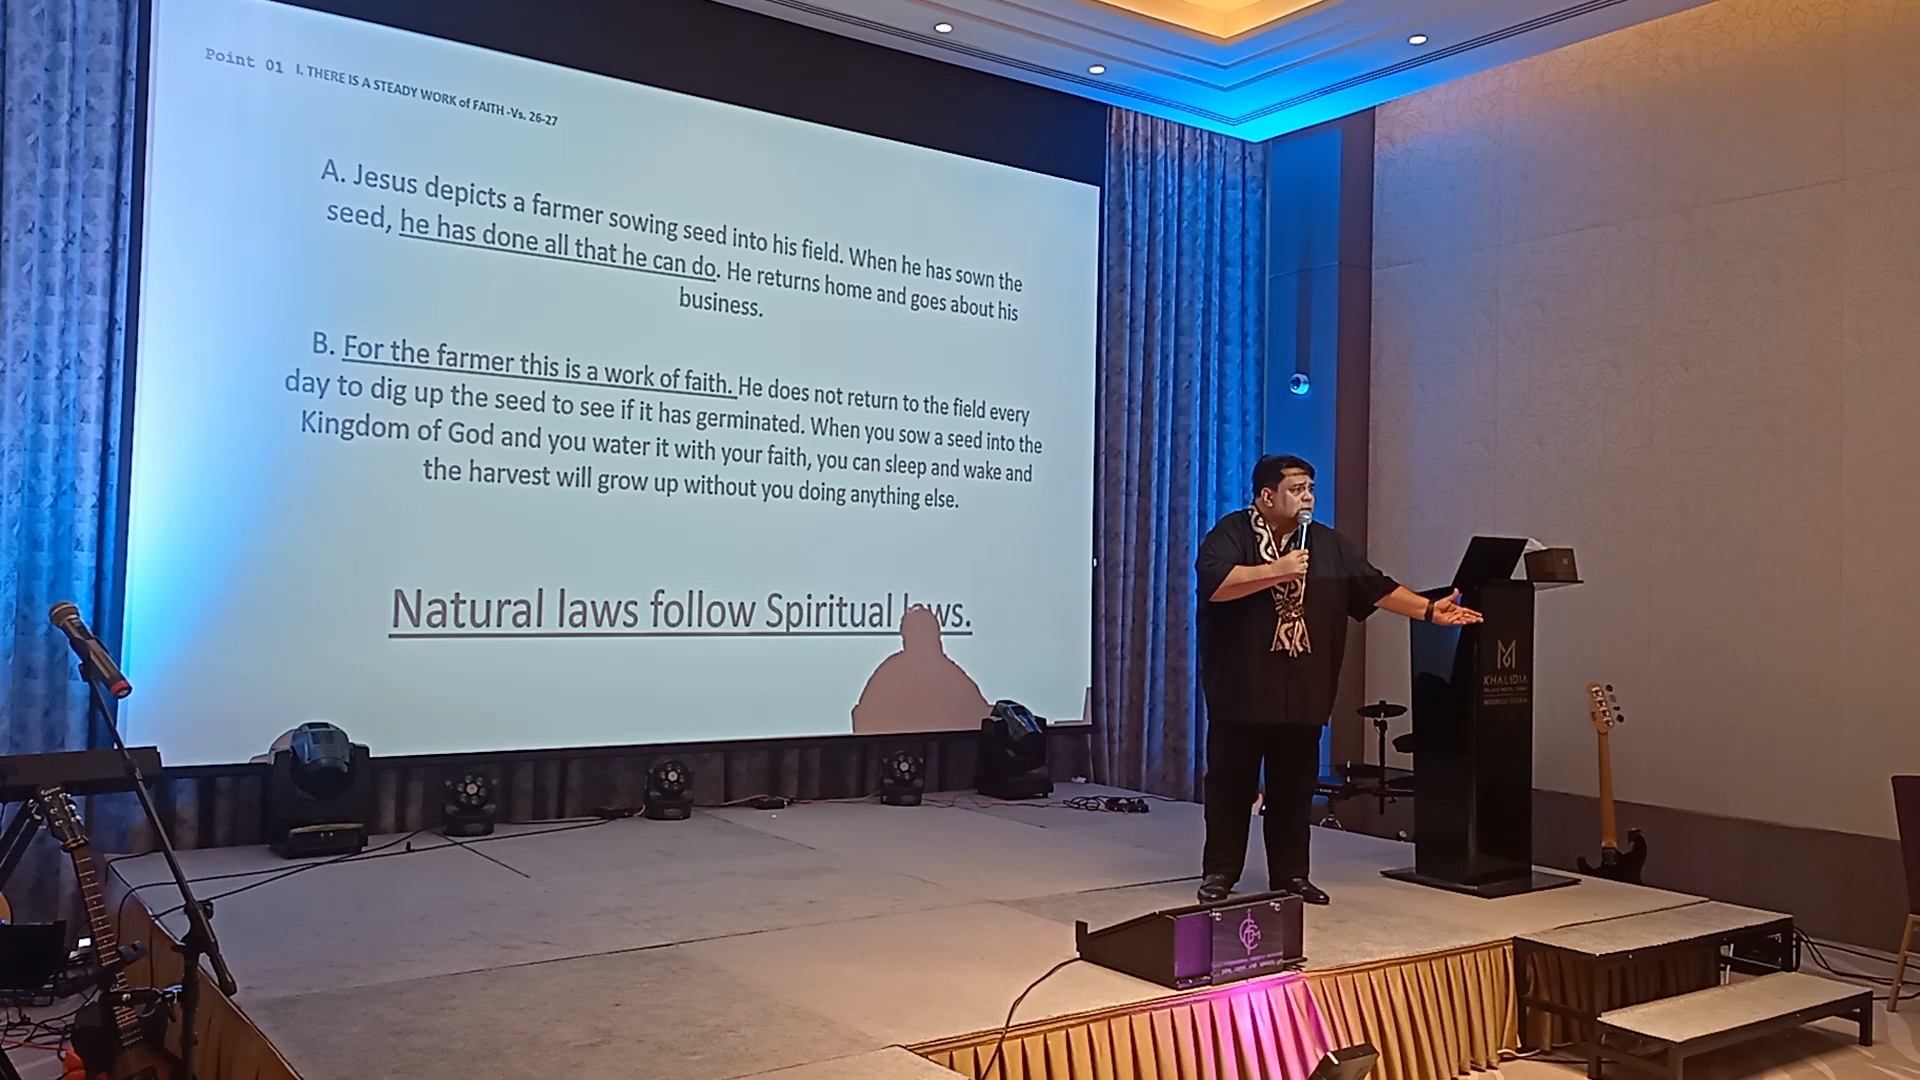 Point 01 I. THERE IS A STEADY WORK of FAITH -Vs. 26-27
A. Jesus depicts a farmer sowing seed into his field. When he has sown the
seed, he has done all that he can do. He returns home and goes about his
business.
B. For the farmer this is a work of faith. He does not return to the field every
day to dig up the seed to see if it has germinated. When you sow a seed into the
Kingdom of God and you water it with your faith, you can sleep and wake and
the harvest will grow up without you doing anything else.
Natural laws follow Spiritual laws.
M
KHALIDIA